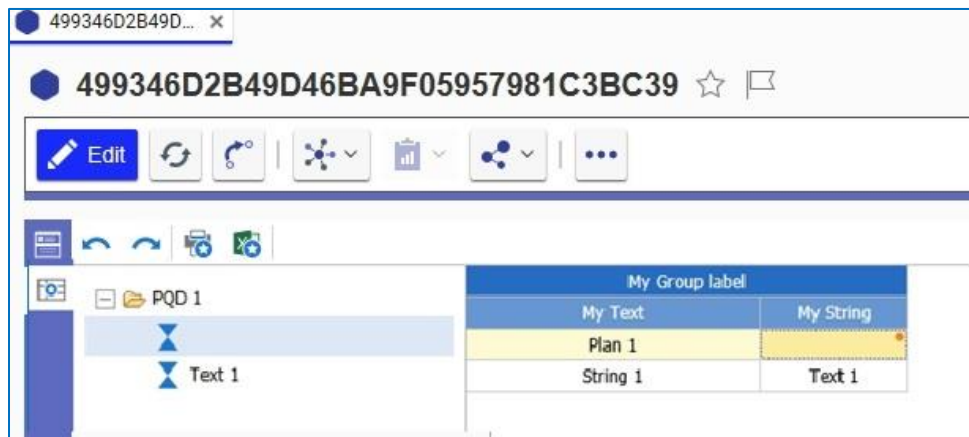 499346D2B49D...
499346D2B49D46BA9F05957981C3BC39
Edit
PQD 1
Text 1
My Group label
My Text My String
Plan 1
String 1 Text 1